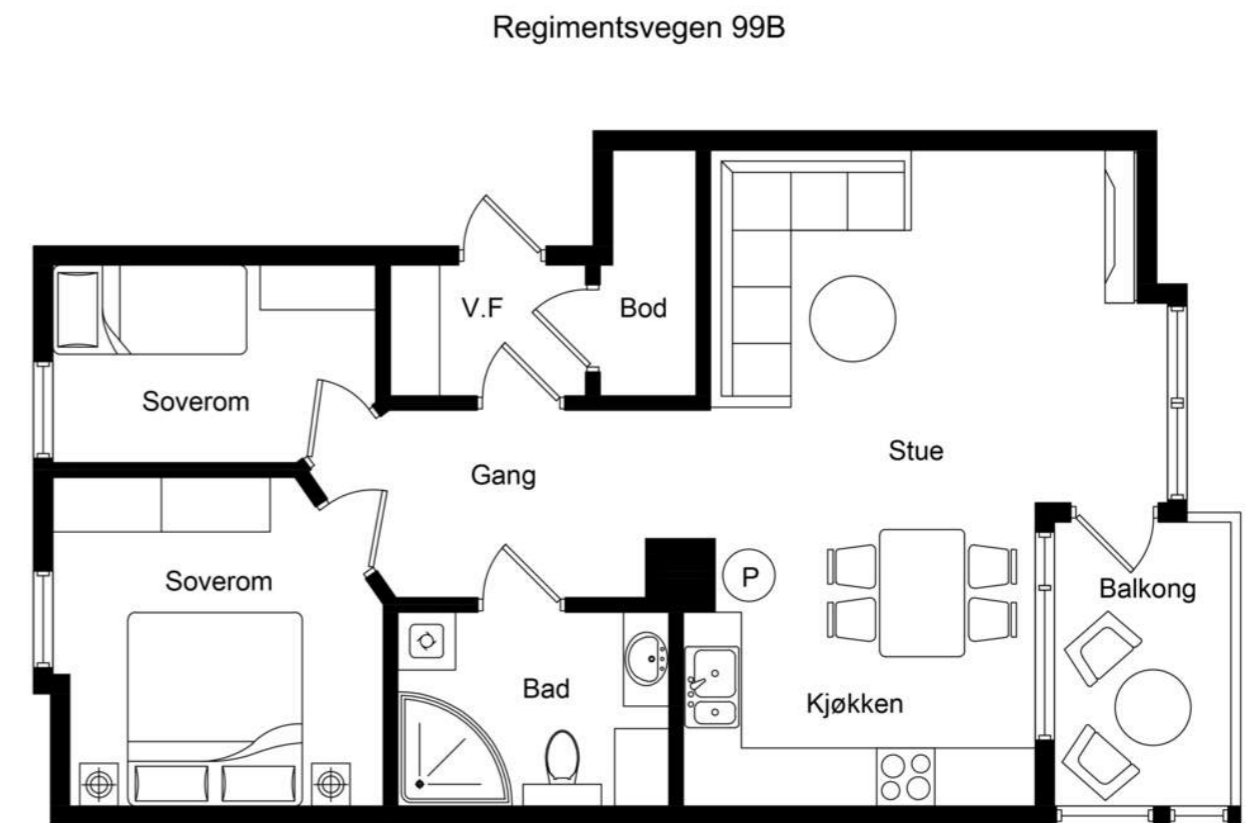 Regimentsvegen 99B
V.F
Bod
Soverom
Stue
Gang
Soverom
P
Balkong
Bad
Kjøkken